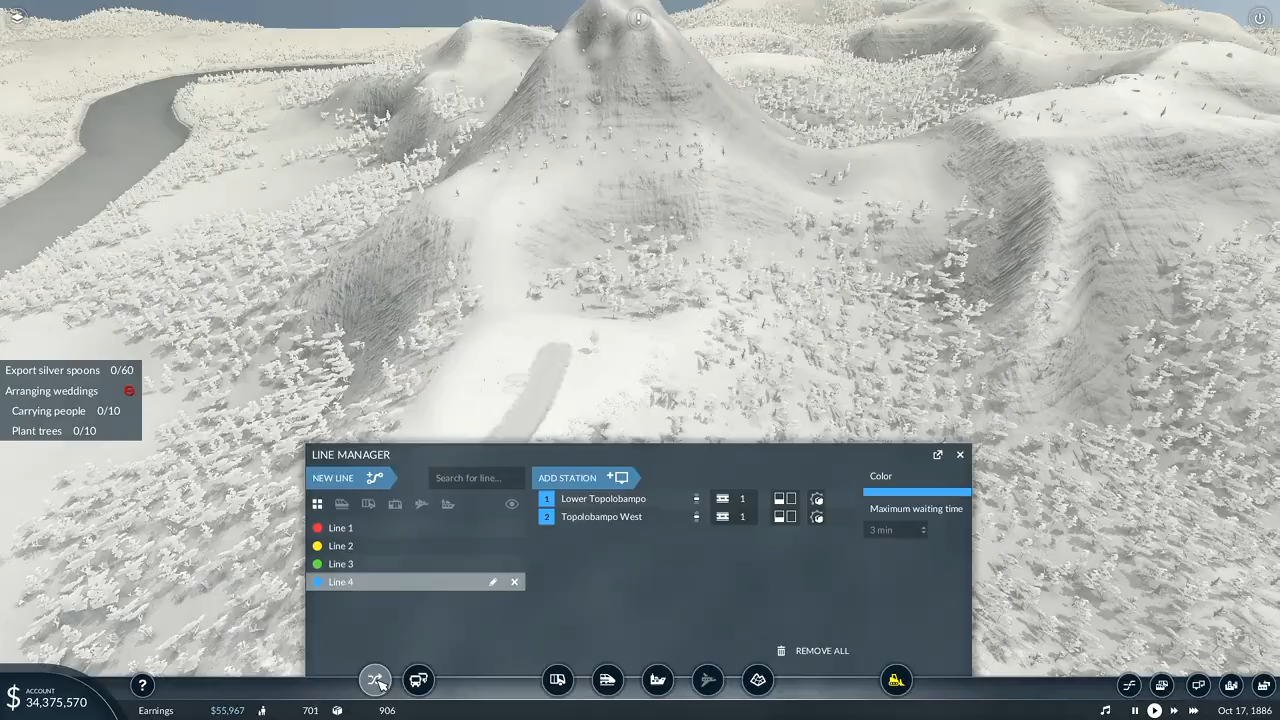 Export silver spoons 0/60
Arranging weddings
Carrying people 0/10
Plant trees 0/10
LINE MANAGER
NEW LINE
Search for line...
ADD STATION
Color
1 Lower Topolobampo 1
2 Topolobampo West 1
Maximum waiting time
3 min
Line 1
Line 2
Line 3
Line 4
REMOVE ALL
$ ACCOUNT
34,375,570
?
Earnings $55,967 701 906
Oct 17, 1886